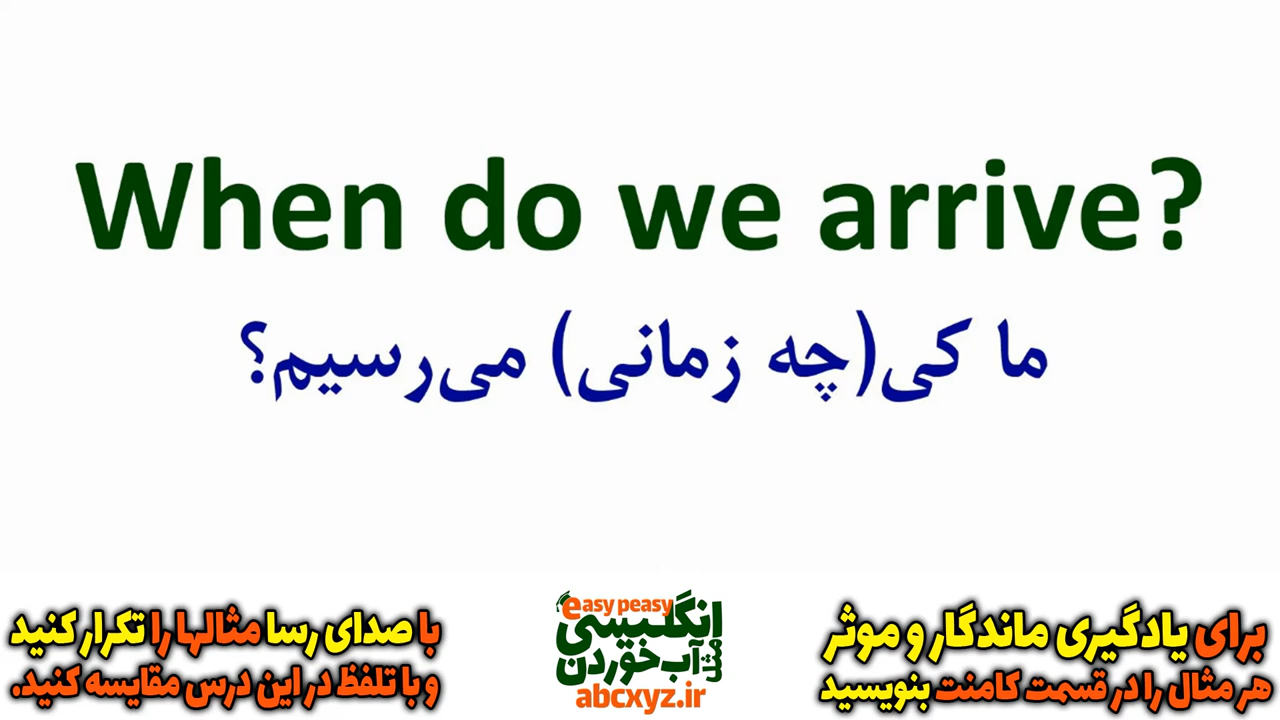 When do we arrive?
ما کی(چه زمانی) می‌رسیم؟
برای یادگیری ماندگار و موثر
هر مثال را در قسمت کامنت بنویسید
easy peasy
انگلیسی
مثل آب خوردن
abcxyz.ir
با صدای رسا مثالها را تکرار کنید
و با تلفظ در این درس مقایسه کنید.